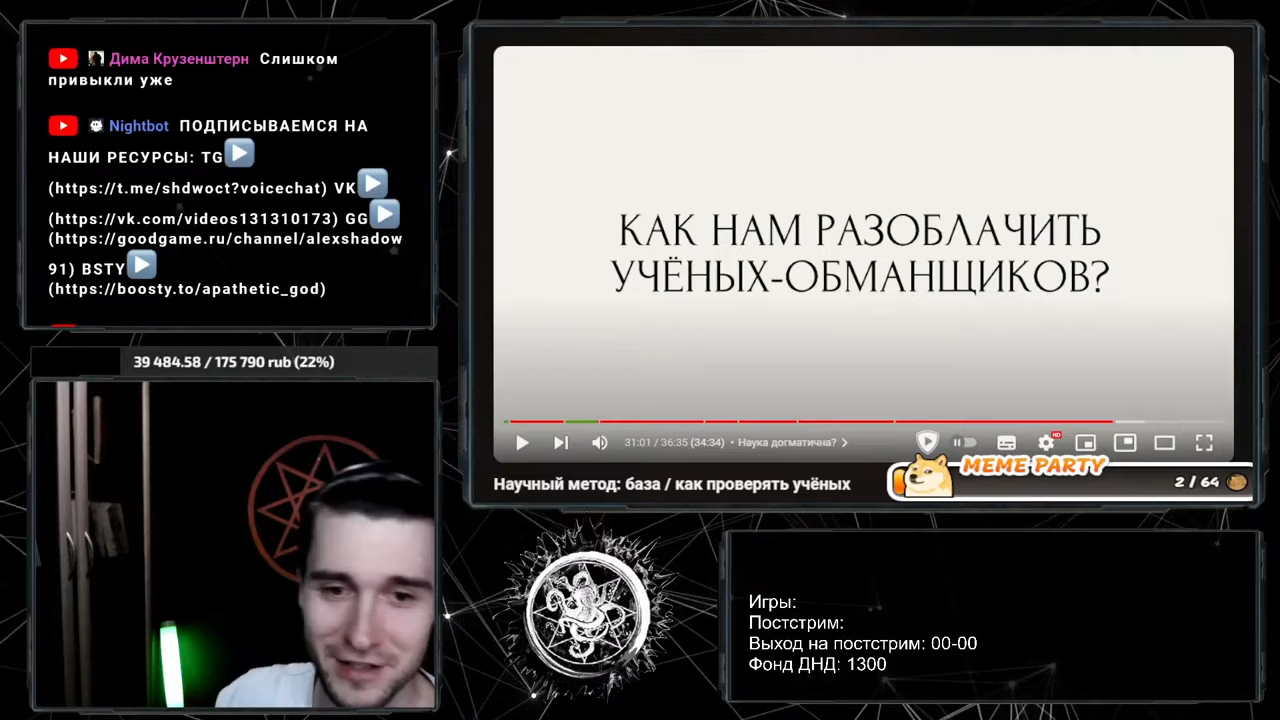 Дима Крузенштерн Слишком
привыкли уже
Nightbot ПОДПИСЫВАЕМСЯ НА
НАШИ РЕСУРСЫ: TG
(https://t.me/shdwoct?voicechat) VK
(https://vk.com/videos131310173) GG
(https://goodgame.ru/channel/alexshadow
91) BSTY
(https://boosty.to/apathetic_god)
39 484.58 / 175 790 rub (22%)
КАК НАМ РАЗОБЛАЧИТЬ
УЧЁНЫХ-ОБМАНЩИКОВ?
31:01 / 36:35 (34:34) • Наука догматична?
HD
Научный метод: база / как проверять учёных
MEME PARTY
2 / 64
Игры:
Постстрим:
Выход на постстрим: 00-00
Фонд ДНД: 1300